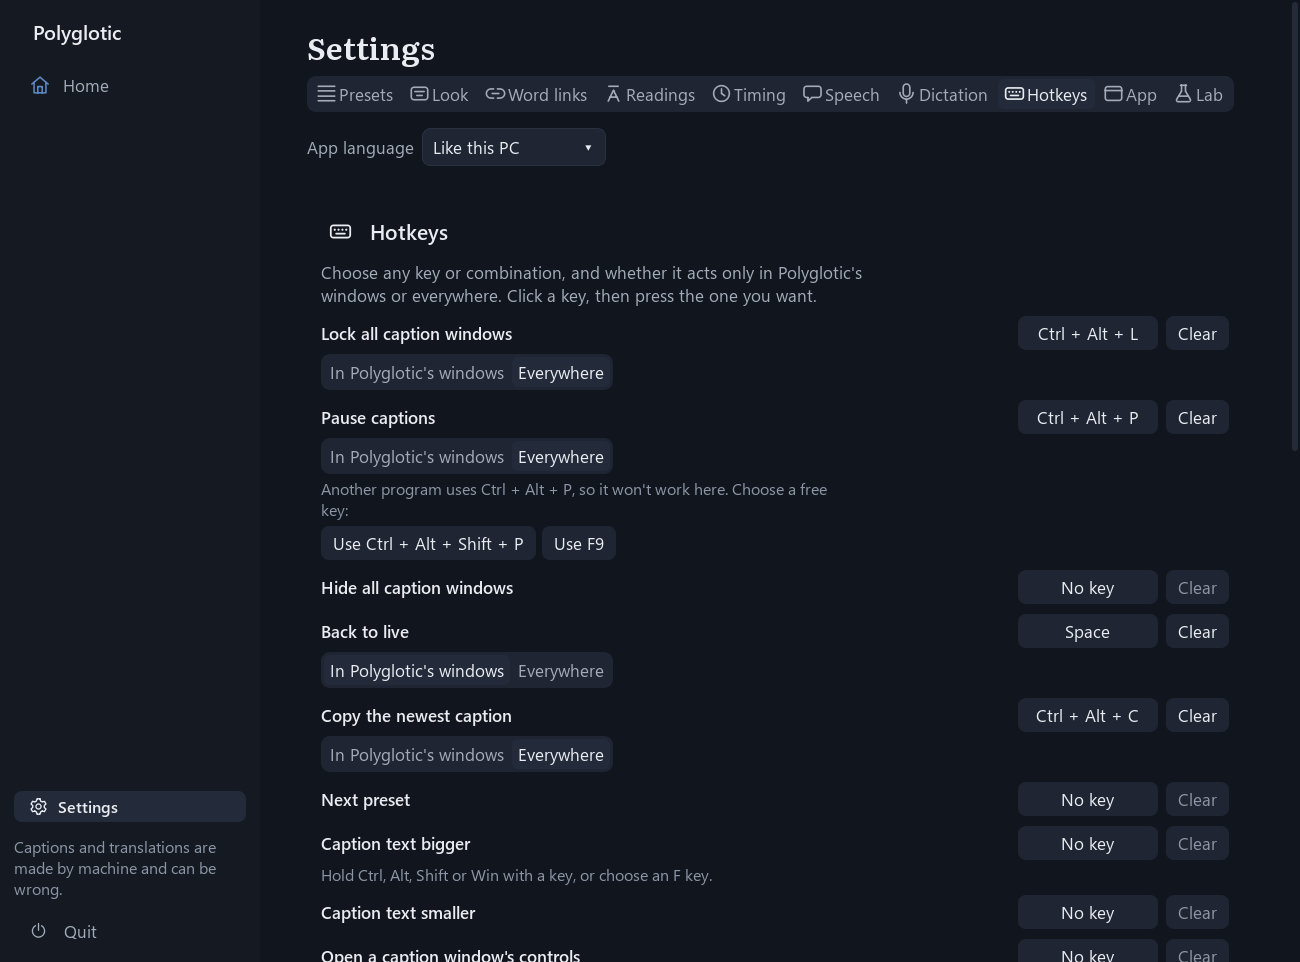 Polyglotic
Home
Settings
Presets Look Word links Readings Timing Speech Dictation Hotkeys App Lab
App language Like this PC
Hotkeys
Choose any key or combination, and whether it acts only in Polyglotic's
windows or everywhere. Click a key, then press the one you want.
Lock all caption windows Ctrl + Alt + L Clear
In Polyglotic's windows Everywhere
Pause captions Ctrl + Alt + P Clear
In Polyglotic's windows Everywhere
Another program uses Ctrl + Alt + P, so it won't work here. Choose a free
key:
Use Ctrl + Alt + Shift + P Use F9
Hide all caption windows No key Clear
Back to live Space Clear
In Polyglotic's windows Everywhere
Copy the newest caption Ctrl + Alt + C Clear
In Polyglotic's windows Everywhere
Next preset No key Clear
Caption text bigger No key Clear
Hold Ctrl, Alt, Shift or Win with a key, or choose an F key.
Caption text smaller No key Clear
Open a caption window's controls No key Clear
Settings
Captions and translations are
made by machine and can be
wrong.
Quit